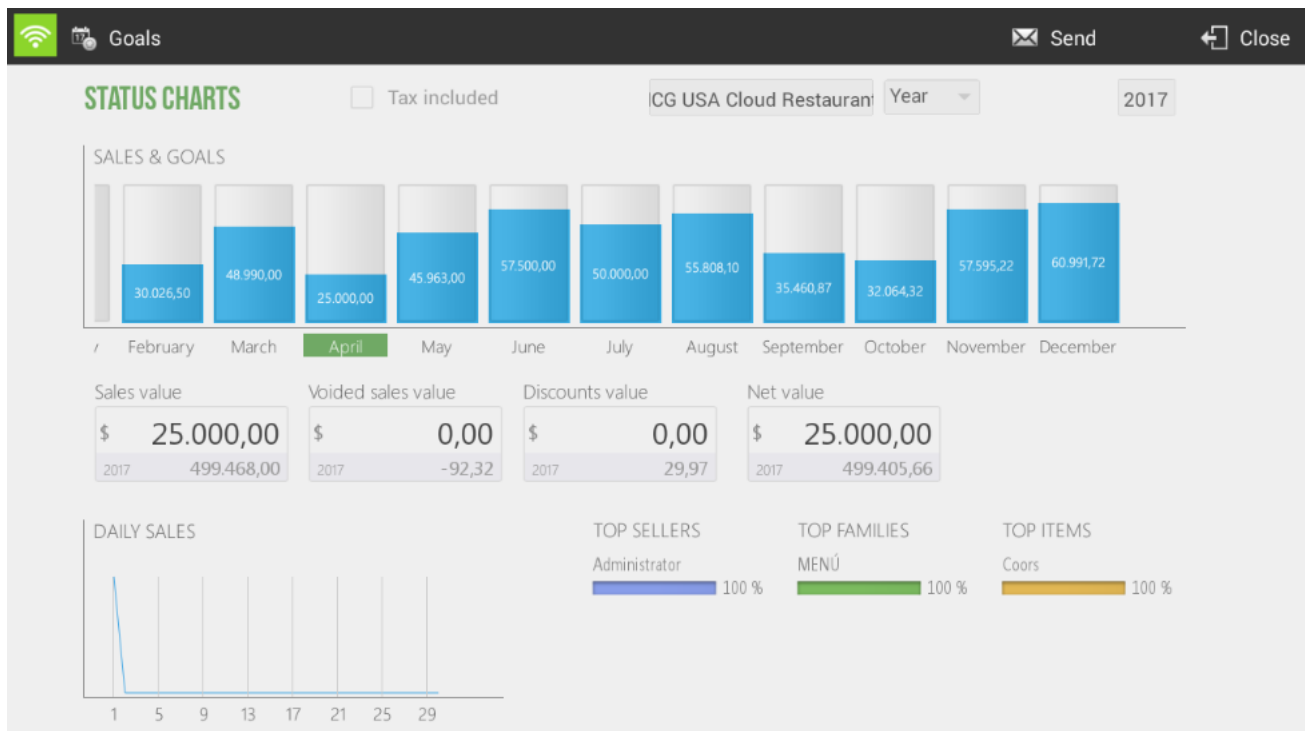 Goals Send Close
STATUS CHARTS Tax included ICG USA Cloud Restaurant Year 2017
SALES & GOALS
30.026,50 48.990,00 25.000,00 45.963,00 57.500,00 50.000,00 55.808,10 35.460,87 32.064,32 57.595,22 60.991,72
y February March April May June July August September October November December
Sales value Voided sales value Discounts value Net value
$ 25.000,00 $ 0,00 $ 0,00 $ 25.000,00
2017 499.468,00 2017 -92,32 2017 29,97 2017 499.405,66
DAILY SALES TOP SELLERS TOP FAMILIES TOP ITEMS
Administrator MENÚ Coors
100 % 100 % 100 %
1 5 9 13 17 21 25 29